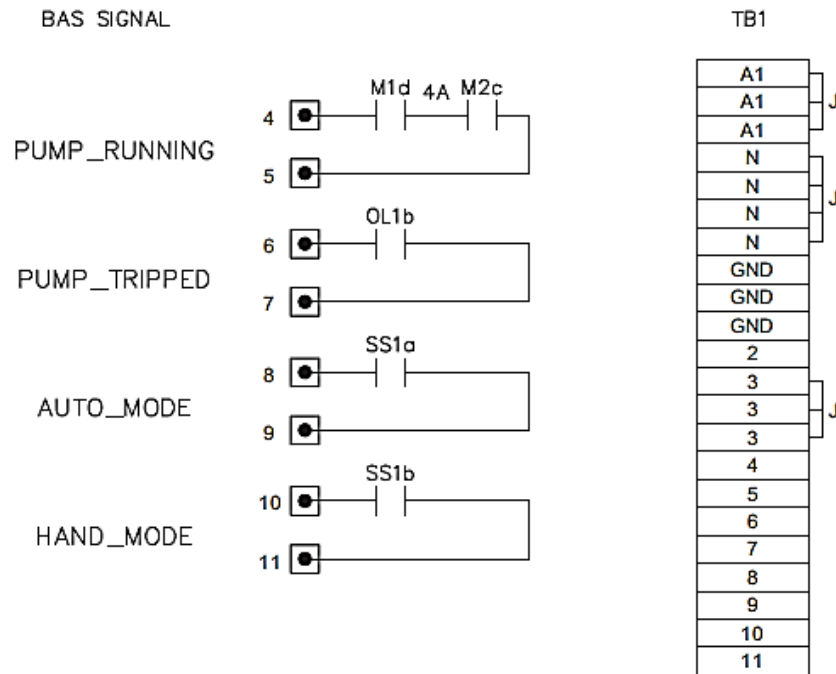 BAS SIGNAL
4
M1d
4A
M2c
PUMP_RUNNING
5
6
OL1b
PUMP_TRIPPED
7
8
SS1a
AUTO_MODE
9
10
SS1b
HAND_MODE
11
TB1
A1
J
A1
A1
N
J
N
N
N
GND
GND
GND
2
3
J
3
3
4
5
6
7
8
9
10
11